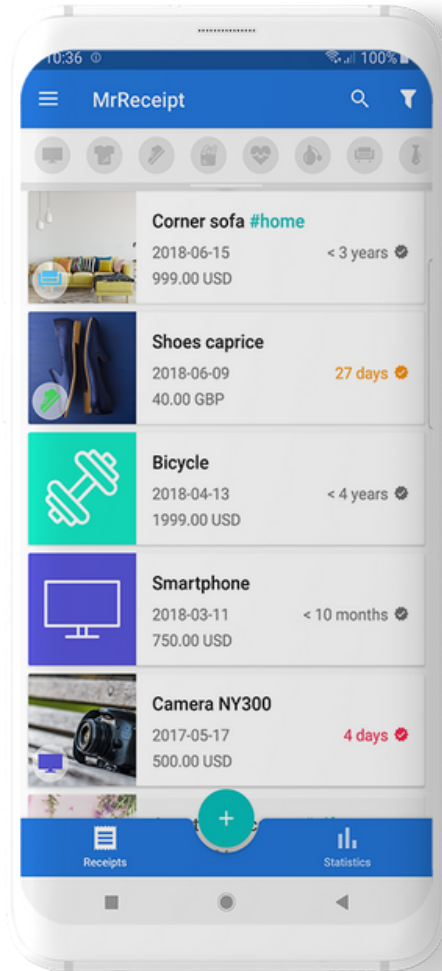 10:36
100%
MrReceipt
Corner sofa #home
2018-06-15
< 3 years
999.00 USD
Shoes caprice
2018-06-09
27 days
40.00 GBP
Bicycle
2018-04-13
< 4 years
1999.00 USD
Smartphone
2018-03-11
< 10 months
750.00 USD
Camera NY300
2017-05-17
4 days
500.00 USD
+
Receipts
Statistics